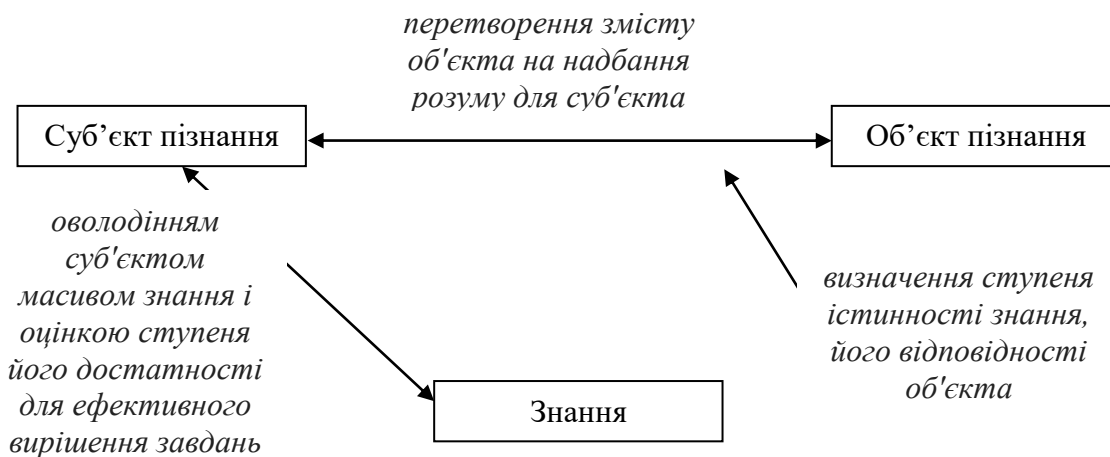 перетворення змісту
об'єкта на надбання
розуму для суб'єкта
Суб’єкт пізнання
Об’єкт пізнання
оволодінням
суб'єктом
масивом знання і
оцінкою ступеня
його достатності
для ефективного
вирішення завдань
визначення ступеня
істинності знання,
його відповідності
об'єкта
Знання